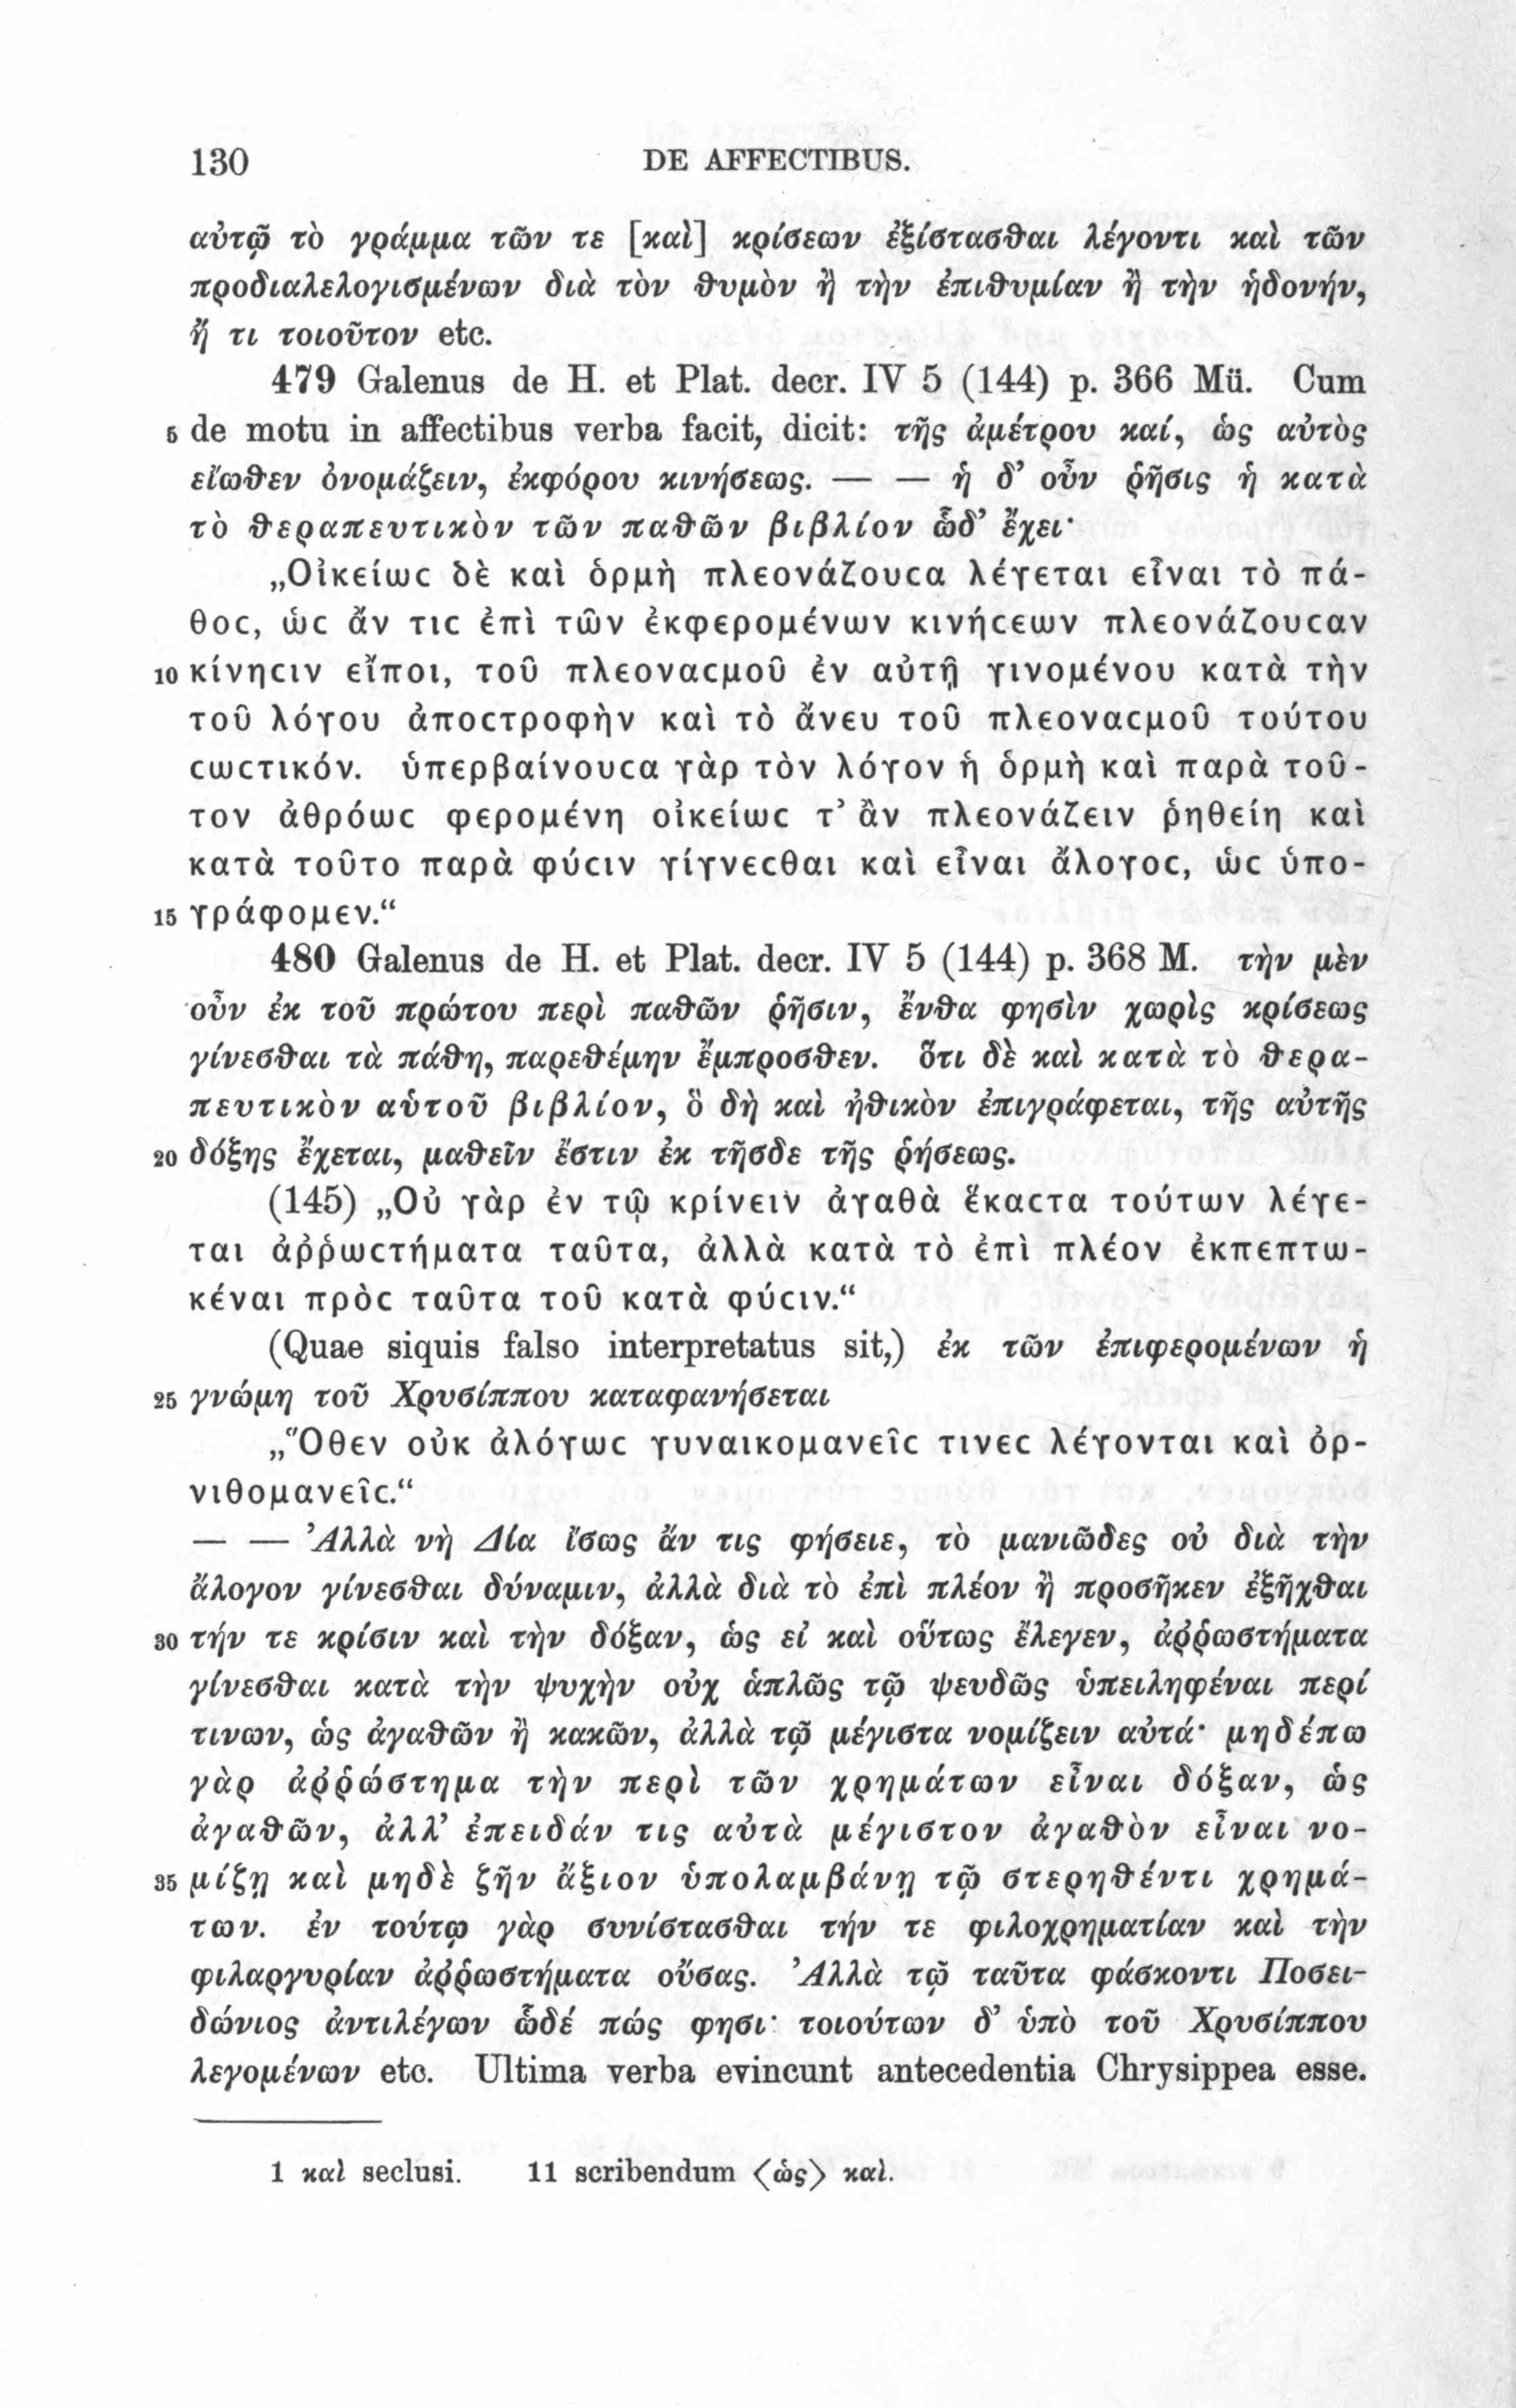 130 DE AFFECTIBUS.
αὐτῷ τὸ γράμμα τῶν τε [καὶ] κρίσεων ἐξίστασθαι λέγοντι καὶ τῶν
προδιαλελογισμένων διὰ τὸν θυμὸν ἢ τὴν ἐπιθυμίαν ἢ τὴν ἡδονήν,
ἤ τι τοιοῦτον etc.
479 Galenus de H. et Plat. decr. IV 5 (144) p. 366 Mü. Cum
5 de motu in affectibus verba facit, dicit: τῆς ἀμέτρου καί, ὡς αὐτὸς
εἴωθεν ὀνομάζειν, ἐκφόρου κινήσεως. — — ἡ δ’ οὖν ῥῆσις ἡ κατὰ
τὸ θεραπευτικὸν τῶν παθῶν βιβλίον ὧδ’ ἔχει·
„Οἰκείωϲ δὲ καὶ ὁρμὴ πλεονάζουϲα λέγεται εἶναι τὸ πά-
θοϲ, ὡϲ ἄν τιϲ ἐπὶ τῶν ἐκφερομένων κινήϲεων πλεονάζουϲαν
10 κίνηϲιν εἴποι, τοῦ πλεοναϲμοῦ ἐν αὐτῇ γινομένου κατὰ τὴν
τοῦ λόγου ἀποϲτροφὴν καὶ τὸ ἄνευ τοῦ πλεοναϲμοῦ τούτου
ϲωϲτικόν. ὑπερβαίνουϲα γὰρ τὸν λόγον ἡ ὁρμὴ καὶ παρὰ τοῦ-
τον ἀθρόωϲ φερομένη οἰκείωϲ τ’ ἂν πλεονάζειν ῥηθείη καὶ
κατὰ τοῦτο παρὰ φύϲιν γίγνεϲθαι καὶ εἶναι ἄλογοϲ, ὡϲ ὑπο-
15 γράφομεν.“
480 Galenus de H. et Plat. decr. IV 5 (144) p. 368 M. τὴν μὲν
οὖν ἐκ τοῦ πρώτου περὶ παθῶν ῥῆσιν, ἔνθα φησὶν χωρὶς κρίσεως
γίνεσθαι τὰ πάθη, παρεθέμην ἔμπροσθεν. ὅτι δὲ καὶ κατὰ τὸ θερα-
πευτικὸν αὑτοῦ βιβλίον, ὃ δὴ καὶ ἠθικὸν ἐπιγράφεται, τῆς αὐτῆς
20 δόξης ἔχεται, μαθεῖν ἔστιν ἐκ τῆσδε τῆς ῥήσεως.
(145) „Οὐ γὰρ ἐν τῷ κρίνειν ἀγαθὰ ἕκαϲτα τούτων λέγε-
ται ἀῤῥωϲτήματα ταῦτα, ἀλλὰ κατὰ τὸ ἐπὶ πλέον ἐκπεπτω-
κέναι πρὸϲ ταῦτα τοῦ κατὰ φύϲιν.“
(Quae siquis falso interpretatus sit,) ἐκ τῶν ἐπιφερομένων ἡ
25 γνώμη τοῦ Χρυσίππου καταφανήσεται
„Ὅθεν οὐκ ἀλόγωϲ γυναικομανεῖϲ τινεϲ λέγονται καὶ ὀρ-
νιθομανεῖϲ.“
— — Ἀλλὰ νὴ Δία ἴσως ἄν τις φήσειε, τὸ μανιῶδες οὐ διὰ τὴν
ἄλογον γίνεσθαι δύναμιν, ἀλλὰ διὰ τὸ ἐπὶ πλέον ἢ προσῆκεν ἐξῆχθαι
30 τήν τε κρίσιν καὶ τὴν δόξαν, ὡς εἰ καὶ οὕτως ἔλεγεν, ἀῤῥωστήματα
γίνεσθαι κατὰ τὴν ψυχὴν οὐχ ἁπλῶς τῷ ψευδῶς ὑπειληφέναι περί
τινων, ὡς ἀγαθῶν ἢ κακῶν, ἀλλὰ τῷ μέγιστα νομίζειν αὐτά· μηδέπω
γὰρ ἀῤῥώστημα τὴν περὶ τῶν χρημάτων εἶναι δόξαν, ὡς
ἀγαθῶν, ἀλλ’ ἐπειδάν τις αὐτὰ μέγιστον ἀγαθὸν εἶναι νο-
35 μίζῃ καὶ μηδὲ ζῆν ἄξιον ὑπολαμβάνῃ τῷ στερηθέντι χρημά-
των. ἐν τούτῳ γὰρ συνίστασθαι τήν τε φιλοχρηματίαν καὶ τὴν
φιλαργυρίαν ἀῤῥωστήματα οὔσας. Ἀλλὰ τῷ ταῦτα φάσκοντι Ποσει-
δώνιος ἀντιλέγων ὧδέ πώς φησι· τοιούτων δ’ ὑπὸ τοῦ Χρυσίππου
λεγομένων etc. Ultima verba evincunt antecedentia Chrysippea esse.
1 καὶ seclusi. 11 scribendum ⟨ὡς⟩ καὶ.